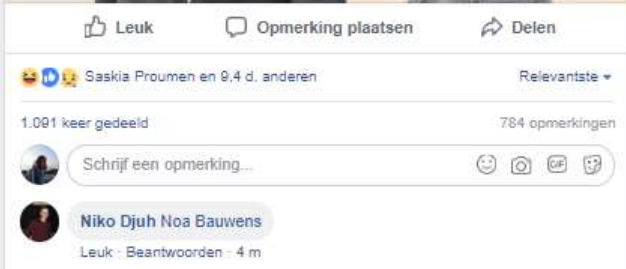 Leuk Opmerking plaatsen Delen
Saskia Proumen en 9,4 d. anderen Relevantste
1.091 keer gedeeld 784 opmerkingen
Schrijf een opmerking... GIF
Niko Djuh Noa Bauwens
Leuk · Beantwoorden · 4 m